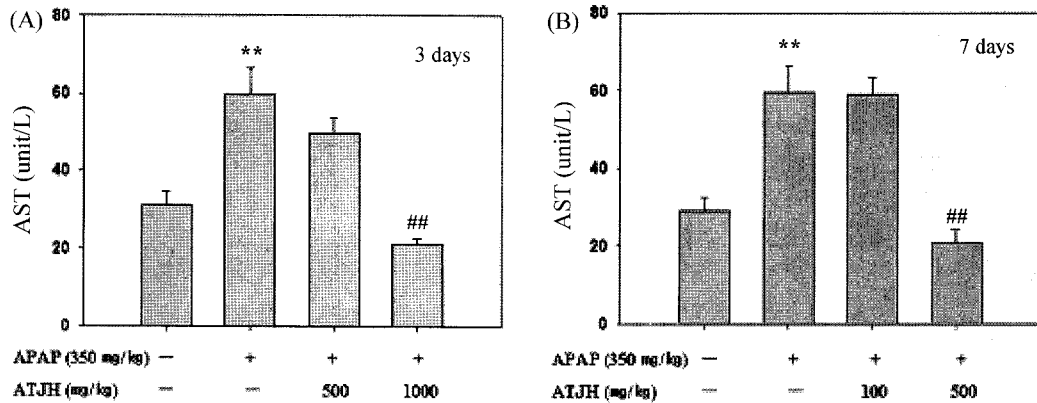 (A)
80
60
40
20
0
AST (unit/L)
3 days
**
##
APAP (350 mg/kg) — + + +
ATJH (mg/kg) — — 500 1000
(B)
80
60
40
20
0
AST (unit/L)
7 days
**
##
APAP (350 mg/kg) — + + +
ATJH (mg/kg) — — 100 500